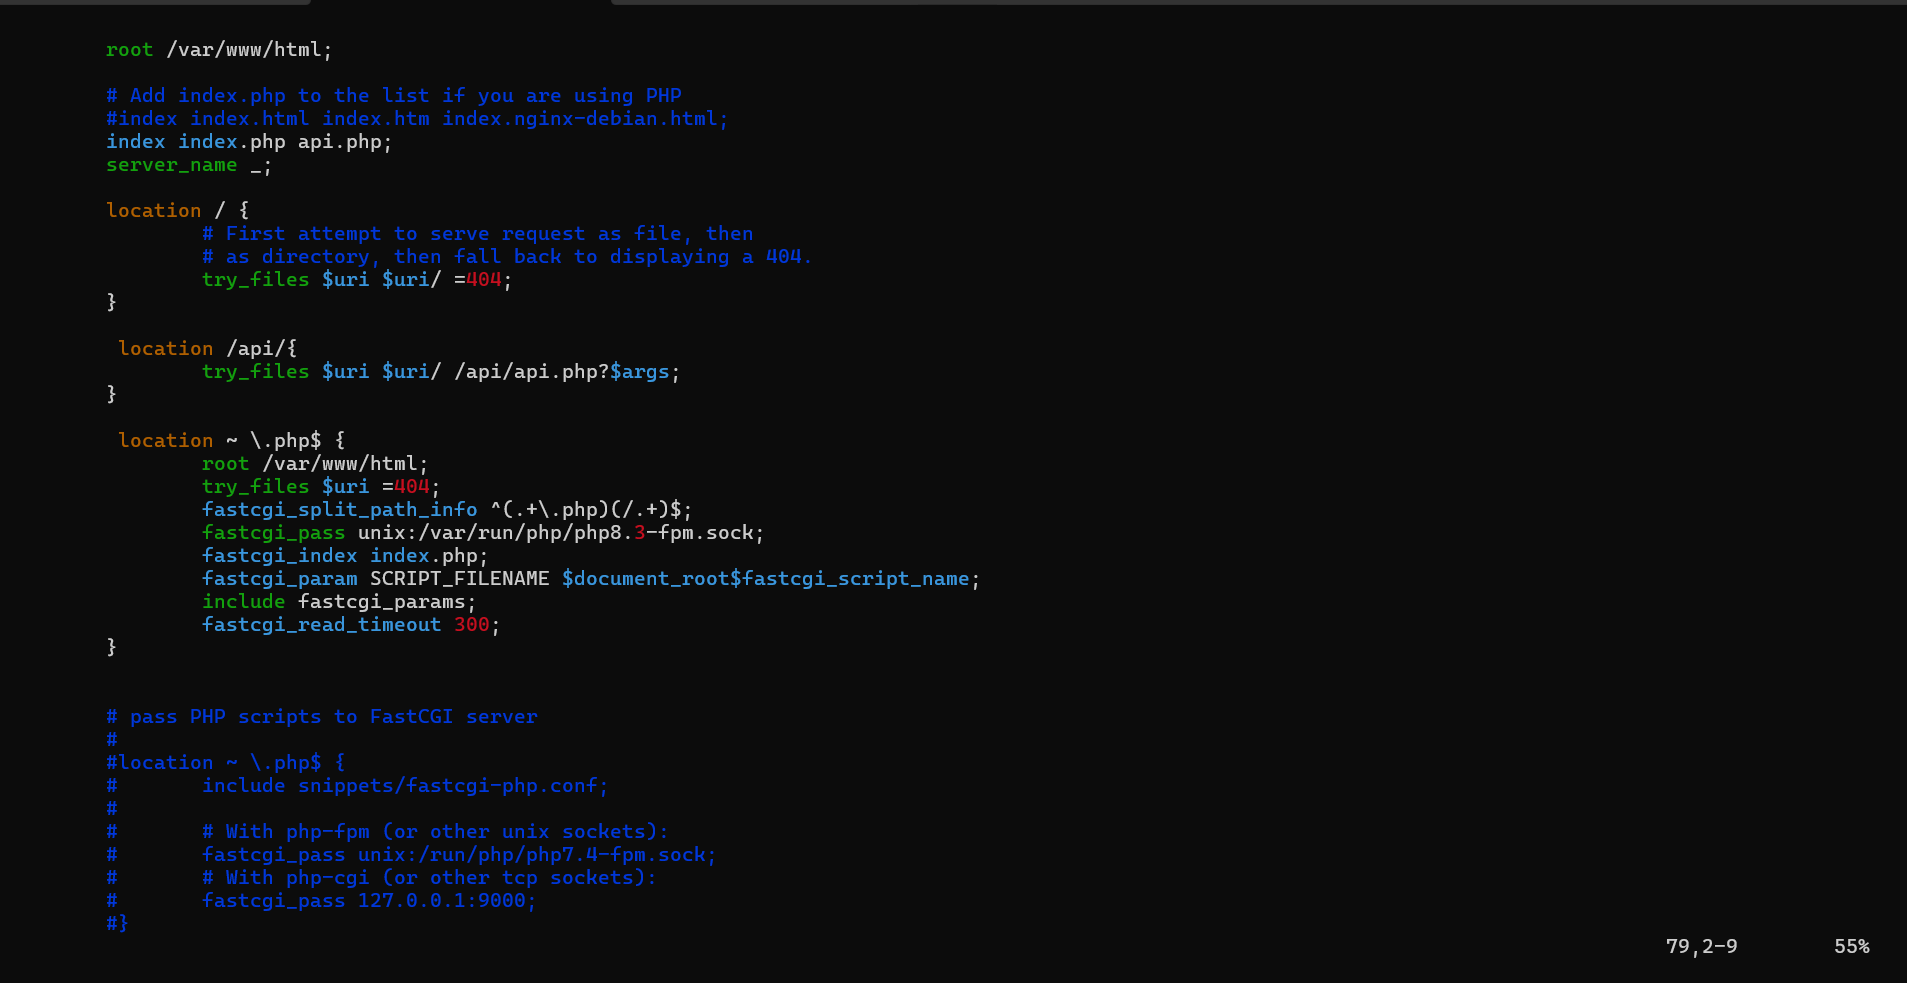 root /var/www/html;
# Add index.php to the list if you are using PHP
#index index.html index.htm index.nginx-debian.html;
index index.php api.php;
server_name _;
location / {
# First attempt to serve request as file, then
# as directory, then fall back to displaying a 404.
try_files $uri $uri/ =404;
}
location /api/{
try_files $uri $uri/ /api/api.php?$args;
}
location ~ \.php$ {
root /var/www/html;
try_files $uri =404;
fastcgi_split_path_info ^(.+\.php)(/.+)$;
fastcgi_pass unix:/var/run/php/php8.3-fpm.sock;
fastcgi_index index.php;
fastcgi_param SCRIPT_FILENAME $document_root$fastcgi_script_name;
include fastcgi_params;
fastcgi_read_timeout 300;
}
# pass PHP scripts to FastCGI server
#
#location ~ \.php$ {
#       include snippets/fastcgi-php.conf;
#
#       # With php-fpm (or other unix sockets):
#       fastcgi_pass unix:/run/php/php7.4-fpm.sock;
#       # With php-cgi (or other tcp sockets):
#       fastcgi_pass 127.0.0.1:9000;
#}
79,2-9 55%